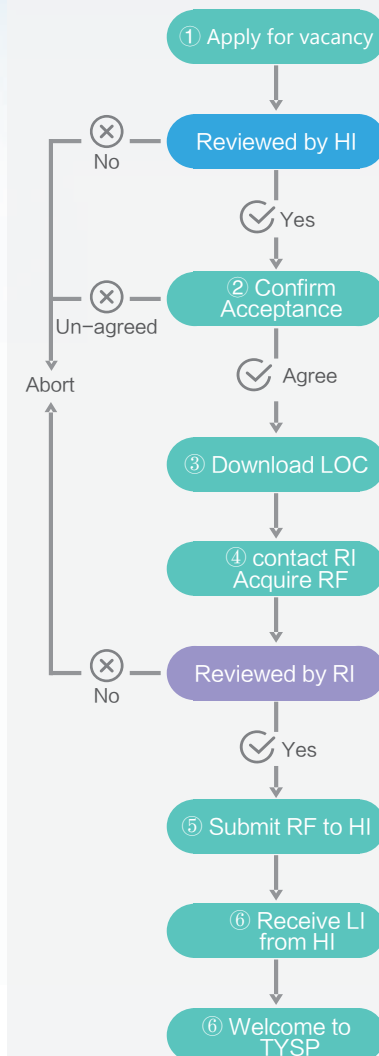 ① Apply for vacancy
Reviewed by HI
No
Yes
② Confirm
Acceptance
Un-agreed
Agree
Abort
③ Download LOC
④ contact RI
Acquire RF
Reviewed by RI
No
Yes
⑤ Submit RF to HI
⑥ Receive LI
from HI
⑥ Welcome to
TYSP